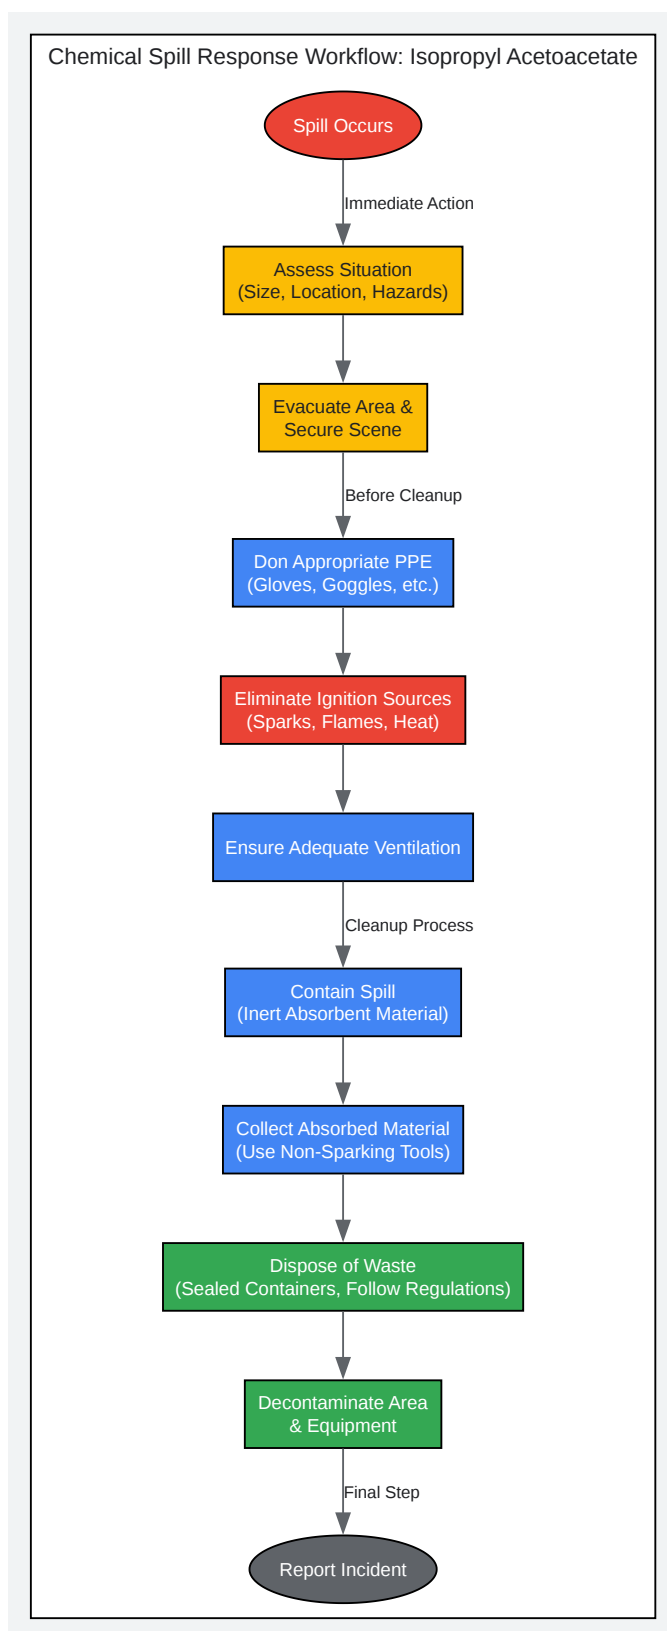 Chemical Spill Response Workflow: Isopropyl Acetoacetate
Spill Occurs
Immediate Action
Assess Situation
(Size, Location, Hazards)
Evacuate Area &
Secure Scene
Before Cleanup
Don Appropriate PPE
(Gloves, Goggles, etc.)
Eliminate Ignition Sources
(Sparks, Flames, Heat)
Ensure Adequate Ventilation
Cleanup Process
Contain Spill
(Inert Absorbent Material)
Collect Absorbed Material
(Use Non-Sparking Tools)
Dispose of Waste
(Sealed Containers, Follow Regulations)
Decontaminate Area
& Equipment
Final Step
Report Incident